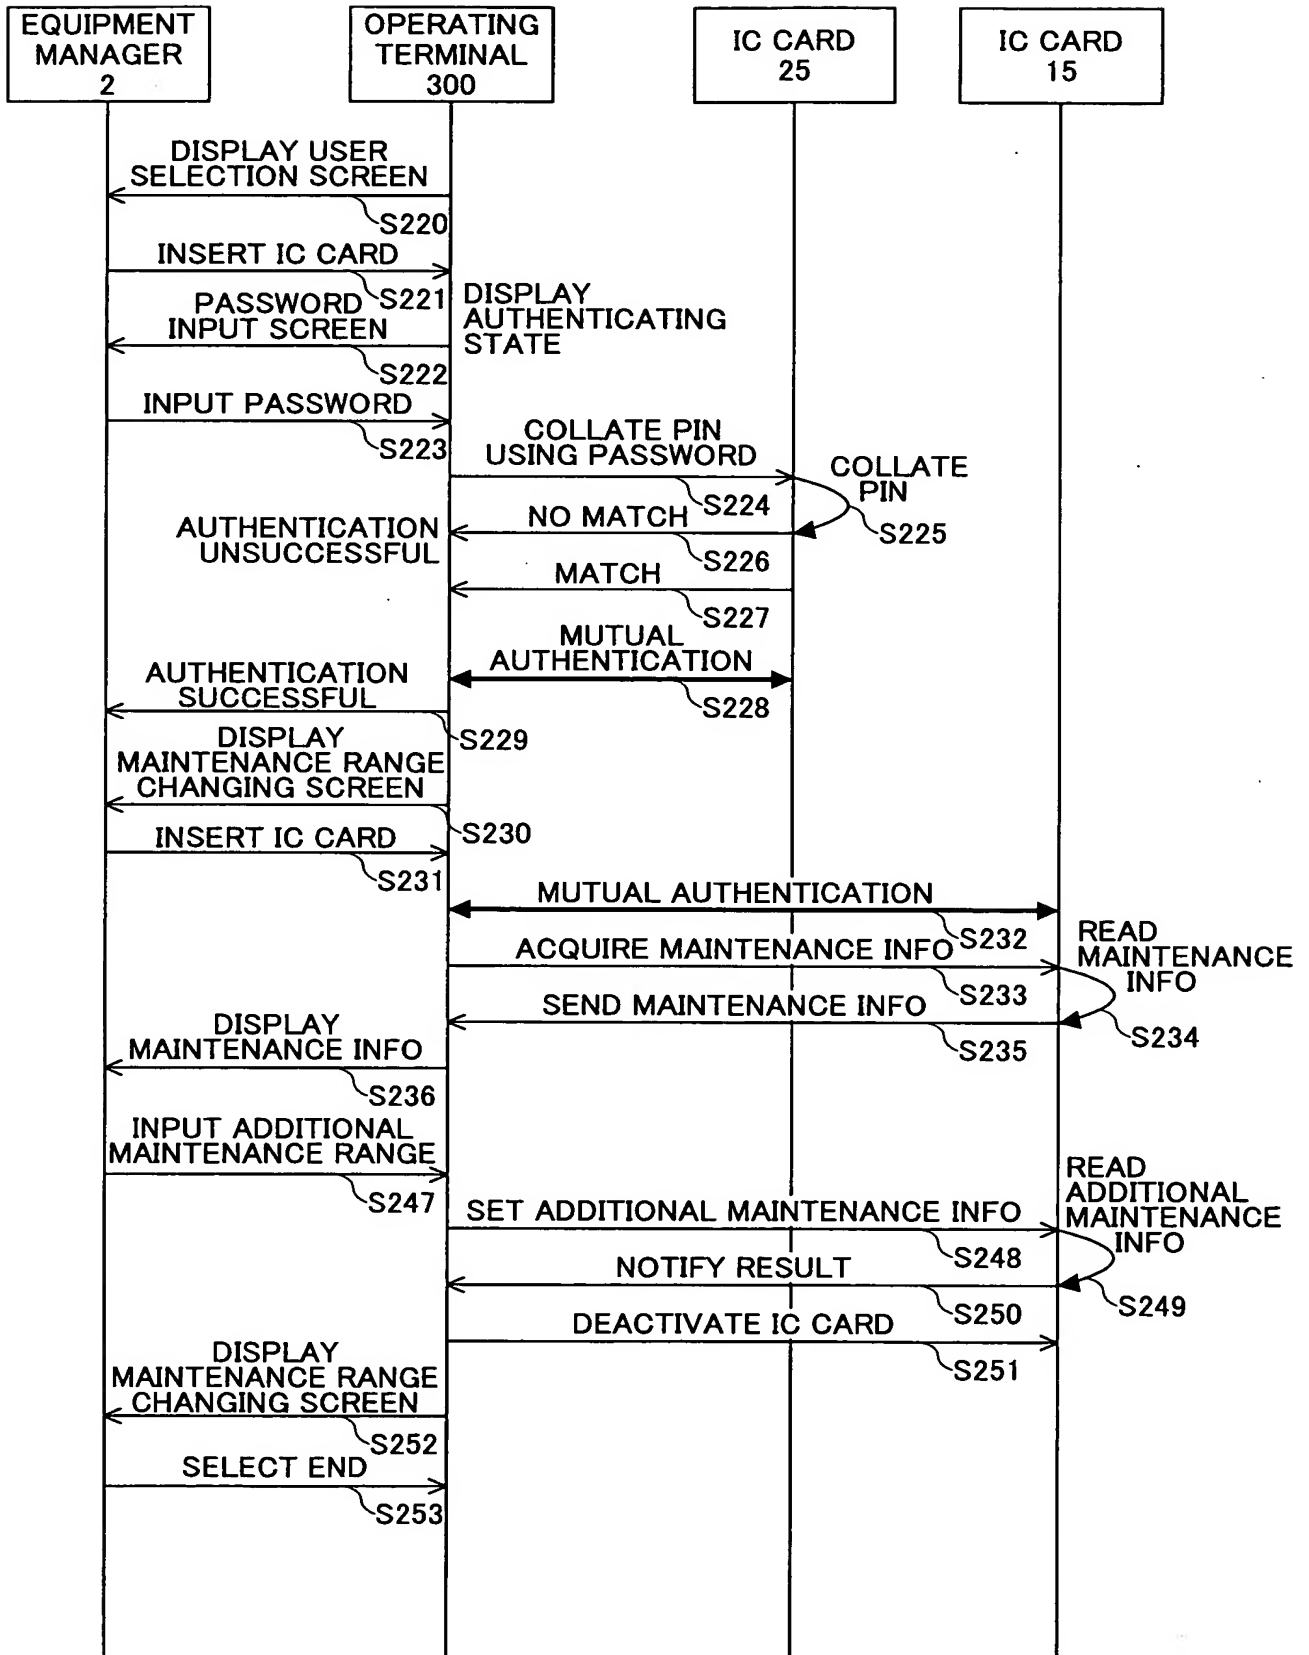 EQUIPMENT
MANAGER
2
OPERATING
TERMINAL
300
IC CARD
25
IC CARD
15
DISPLAY USER
SELECTION SCREEN
S220
INSERT IC CARD
S221
DISPLAY
AUTHENTICATING
STATE
PASSWORD
INPUT SCREEN
S222
INPUT PASSWORD
S223
COLLATE PIN
USING PASSWORD
S224
COLLATE
PIN
S225
NO MATCH
S226
AUTHENTICATION
UNSUCCESSFUL
MATCH
S227
MUTUAL
AUTHENTICATION
S228
AUTHENTICATION
SUCCESSFUL
S229
DISPLAY
MAINTENANCE RANGE
CHANGING SCREEN
S230
INSERT IC CARD
S231
MUTUAL AUTHENTICATION
S232
ACQUIRE MAINTENANCE INFO
S233
READ
MAINTENANCE
INFO
S234
SEND MAINTENANCE INFO
S235
DISPLAY
MAINTENANCE INFO
S236
INPUT ADDITIONAL
MAINTENANCE RANGE
S247
SET ADDITIONAL MAINTENANCE INFO
S248
READ
ADDITIONAL
MAINTENANCE
INFO
S249
NOTIFY RESULT
S250
DEACTIVATE IC CARD
S251
DISPLAY
MAINTENANCE RANGE
CHANGING SCREEN
S252
SELECT END
S253